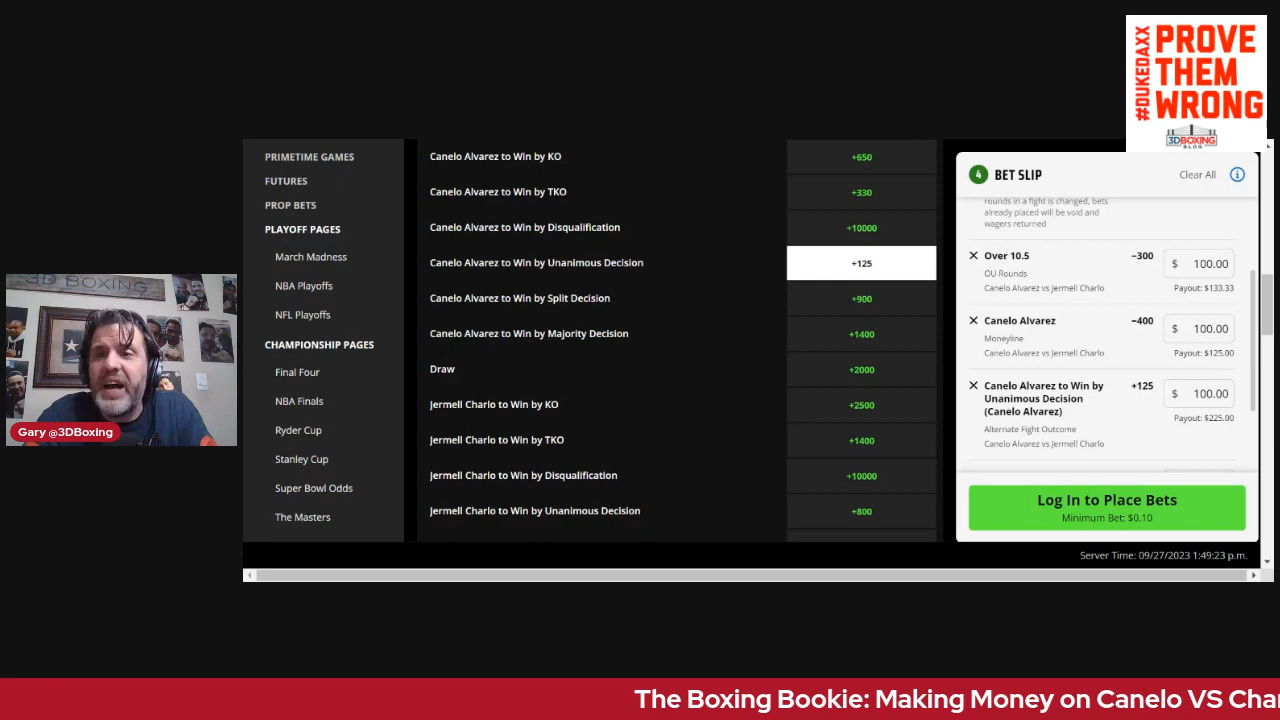 #DUKEDAXX
PROVE
THEM
WRONG
3DBOXING
BLOG
PRIMETIME GAMES
FUTURES
PROP BETS
PLAYOFF PAGES
March Madness
NBA Playoffs
NFL Playoffs
CHAMPIONSHIP PAGES
Final Four
NBA Finals
Ryder Cup
Stanley Cup
Super Bowl Odds
The Masters
Canelo Alvarez to Win by KO +650
Canelo Alvarez to Win by TKO +330
Canelo Alvarez to Win by Disqualification +10000
Canelo Alvarez to Win by Unanimous Decision +125
Canelo Alvarez to Win by Split Decision +900
Canelo Alvarez to Win by Majority Decision +1400
Draw +2000
Jermell Charlo to Win by KO +2500
Jermell Charlo to Win by TKO +1400
Jermell Charlo to Win by Disqualification +10000
Jermell Charlo to Win by Unanimous Decision +800
4 BET SLIP Clear All
rounds in a fight is changed, bets
already placed will be void and
wagers returned
Over 10.5 −300 $ 100.00
OU Rounds
Canelo Alvarez vs Jermell Charlo Payout: $133.33
Canelo Alvarez −400 $ 100.00
Moneyline
Canelo Alvarez vs Jermell Charlo Payout: $125.00
Canelo Alvarez to Win by +125 $ 100.00
Unanimous Decision
(Canelo Alvarez) Payout: $225.00
Alternate Fight Outcome
Canelo Alvarez vs Jermell Charlo
Log In to Place Bets
Minimum Bet: $0.10
Server Time: 09/27/2023 1:49:23 p.m.
3D BOXING
Gary @3DBoxing
The Boxing Bookie: Making Money on Canelo VS Char